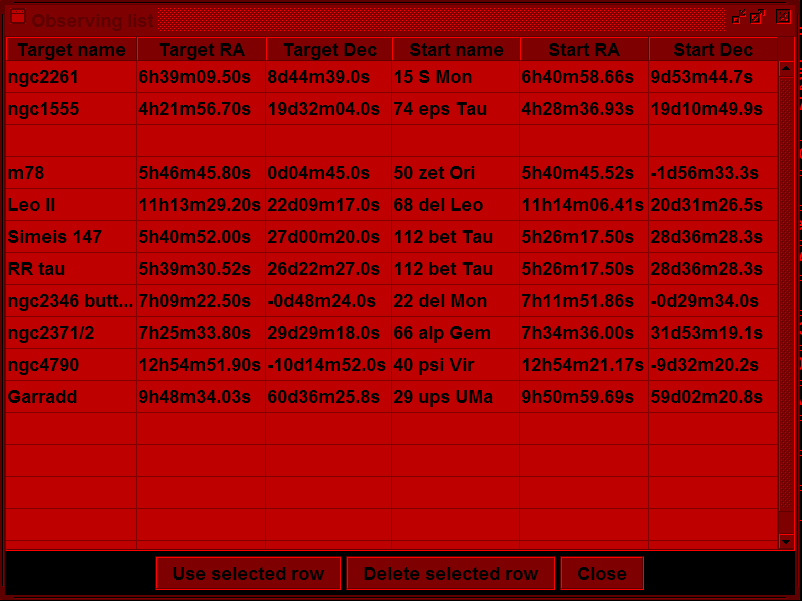 Observing list
Target name Target RA Target Dec Start name Start RA Start Dec
ngc2261 6h39m09.50s 8d44m39.0s 15 S Mon 6h40m58.66s 9d53m44.7s
ngc1555 4h21m56.70s 19d32m04.0s 74 eps Tau 4h28m36.93s 19d10m49.9s
m78 5h46m45.80s 0d04m45.0s 50 zet Ori 5h40m45.52s -1d56m33.3s
Leo II 11h13m29.20s 22d09m17.0s 68 del Leo 11h14m06.41s 20d31m26.5s
Simeis 147 5h40m52.00s 27d00m20.0s 112 bet Tau 5h26m17.50s 28d36m28.3s
RR tau 5h39m30.52s 26d22m27.0s 112 bet Tau 5h26m17.50s 28d36m28.3s
ngc2346 butt... 7h09m22.50s -0d48m24.0s 22 del Mon 7h11m51.86s -0d29m34.0s
ngc2371/2 7h25m33.80s 29d29m18.0s 66 alp Gem 7h34m36.00s 31d53m19.1s
ngc4790 12h54m51.90s -10d14m52.0s 40 psi Vir 12h54m21.17s -9d32m20.2s
Garradd 9h48m34.03s 60d36m25.8s 29 ups UMa 9h50m59.69s 59d02m20.8s
Use selected row Delete selected row Close